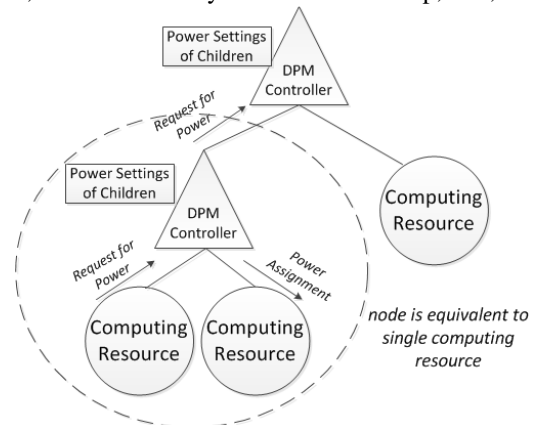 Power Settings
of Children
DPM
Controller
Request for
Power
Power Settings
of Children
DPM
Controller
Computing
Resource
Request for
Power
Power
Assignment
Computing
Resource
Computing
Resource
node is equivalent to
single computing
resource